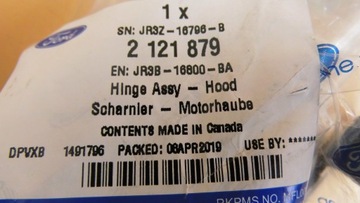 1 x
SN: JR3Z-16796-B
2 121 879
EN: JR3B-16800-BA
Hinge Assy - Hood
Scharnier - Motorhaube
CONTENTS MADE IN Canada
DPVXB 1491796 PACKED: 06APR2019 USE BY: *******